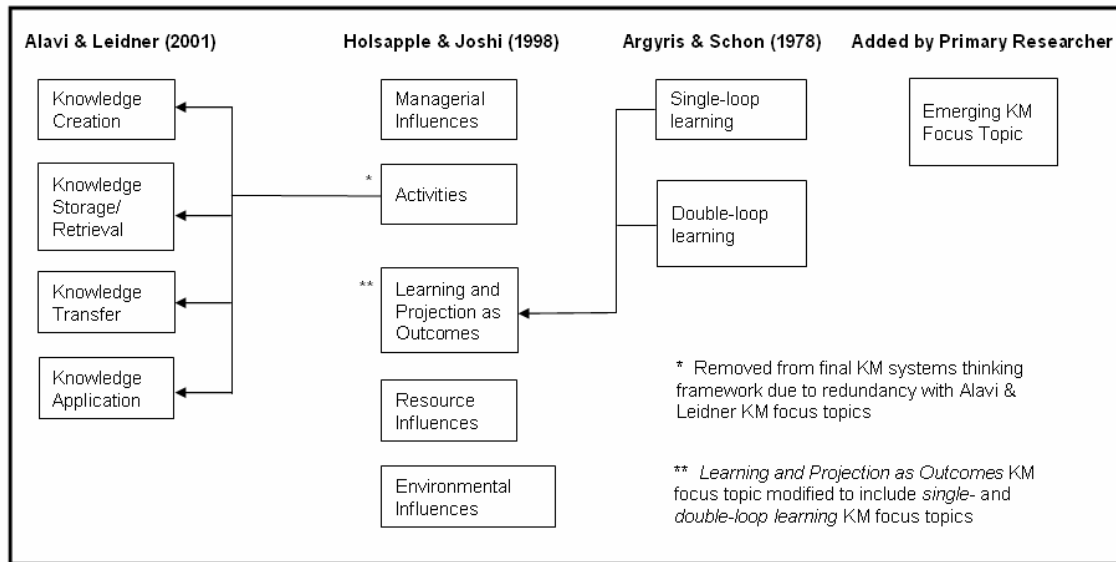 Alavi & Leidner (2001)
Knowledge
Creation
Knowledge
Storage/
Retrieval
Knowledge
Transfer
Knowledge
Application
Holsapple & Joshi (1998)
Managerial
Influences
*
Activities
**
Learning and
Projection as
Outcomes
Resource
Influences
Environmental
Influences
Argyris & Schon (1978)
Single-loop
learning
Double-loop
learning
Added by Primary Researcher
Emerging KM
Focus Topic
* Removed from final KM systems thinking
framework due to redundancy with Alavi &
Leidner KM focus topics
** Learning and Projection as Outcomes KM
focus topic modified to include single- and
double-loop learning KM focus topics